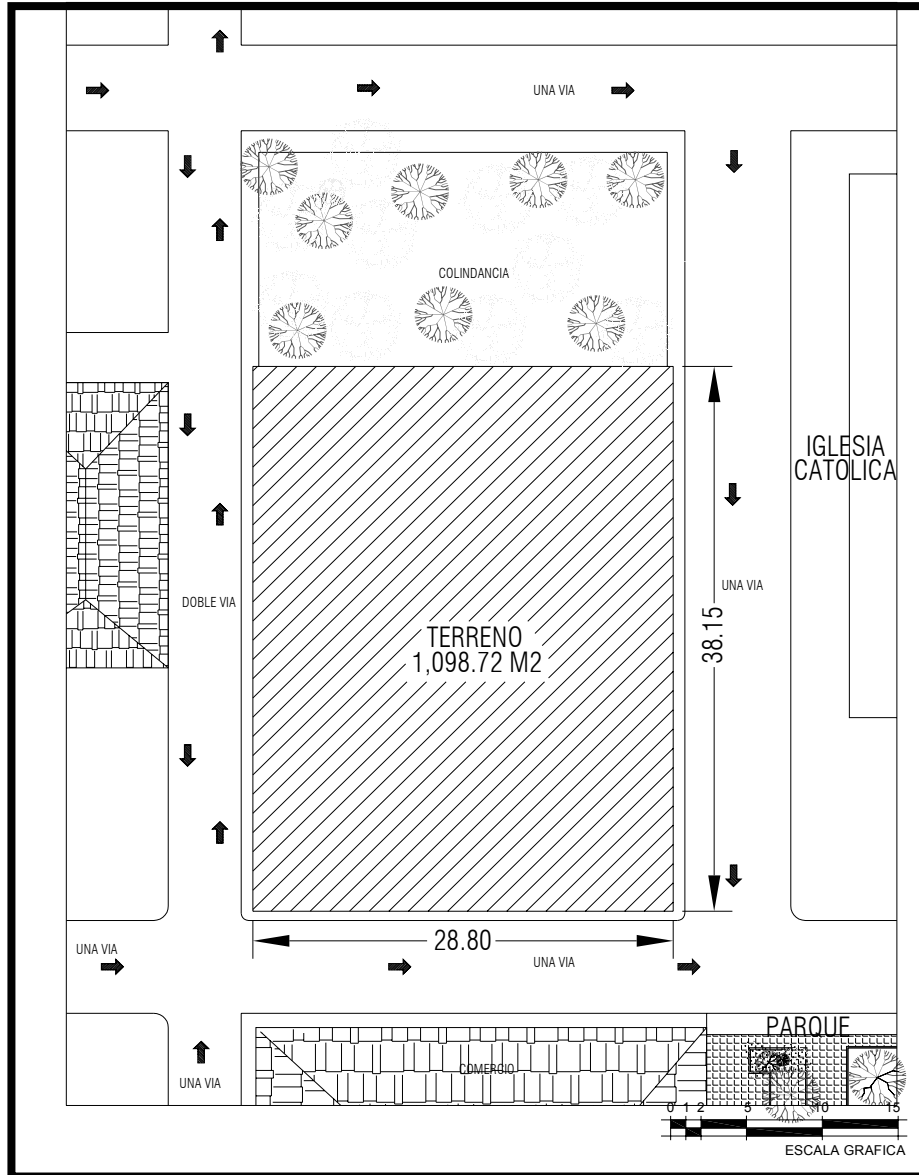 UNA VIA
COLINDANCIA
IGLESIA
CATOLICA
DOBLE VIA
UNA VIA
38.15
TERRENO
1,098.72 M2
28.80
UNA VIA
UNA VIA
PARQUE
COMERCIO
UNA VIA
0 1 2 5 10 15
ESCALA GRAFICA